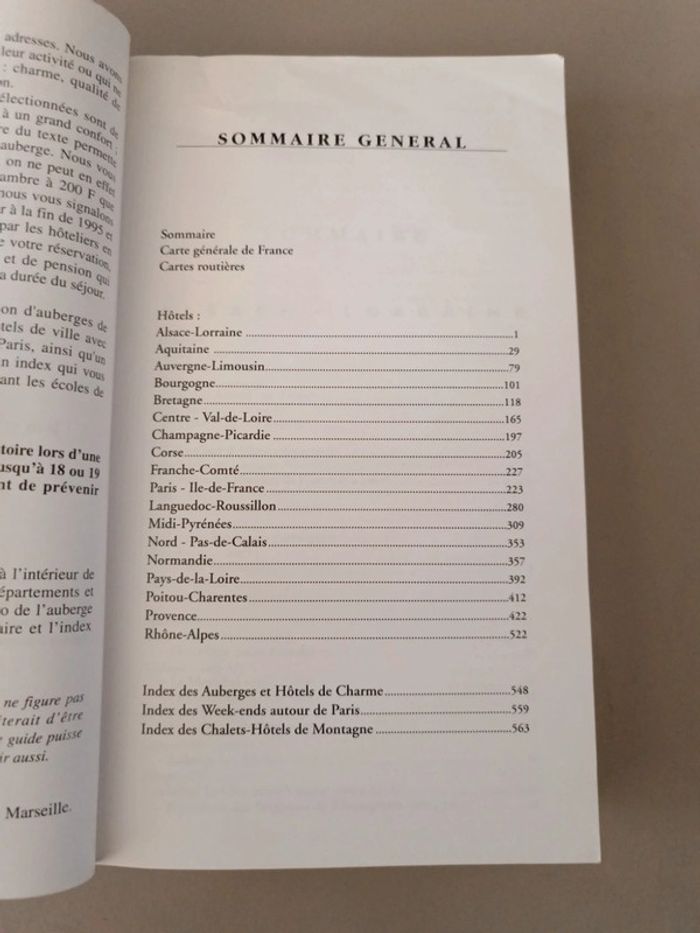 adresses. Nous avons
leur activité ou qui ne
: charme, qualité de
on.
électionnées sont de
à un grand confort ;
re du texte permette
auberge. Nous vous
on ne peut en effet
ambre à 200 F que
nous vous signalons
r à la fin de 1995 et
par les hôteliers en
e votre réservation,
et de pension qui
a durée du séjour.
on d'auberges de
tels de ville avec
Paris, ainsi qu'un
n index qui vous
ant les écoles de
toire lors d'une
usqu'à 18 ou 19
nt de prévenir
à l'intérieur de
épartements et
o de l'auberge
aire et l'index
ne figure pas
iterait d'être
guide puisse
ir aussi.
Marseille.
SOMMAIRE GENERAL
Sommaire
Carte générale de France
Cartes routières
Hôtels :
Alsace-Lorraine ........ 1
Aquitaine ........ 29
Auvergne-Limousin ........ 79
Bourgogne ........ 101
Bretagne ........ 118
Centre - Val-de-Loire ........ 165
Champagne-Picardie ........ 197
Corse ........ 205
Franche-Comté ........ 227
Paris - Ile-de-France ........ 223
Languedoc-Roussillon ........ 280
Midi-Pyrénées ........ 309
Nord - Pas-de-Calais ........ 353
Normandie ........ 357
Pays-de-la-Loire ........ 392
Poitou-Charentes ........ 412
Provence ........ 422
Rhône-Alpes ........ 522
Index des Auberges et Hôtels de Charme ........ 548
Index des Week-ends autour de Paris ........ 559
Index des Chalets-Hôtels de Montagne ........ 563